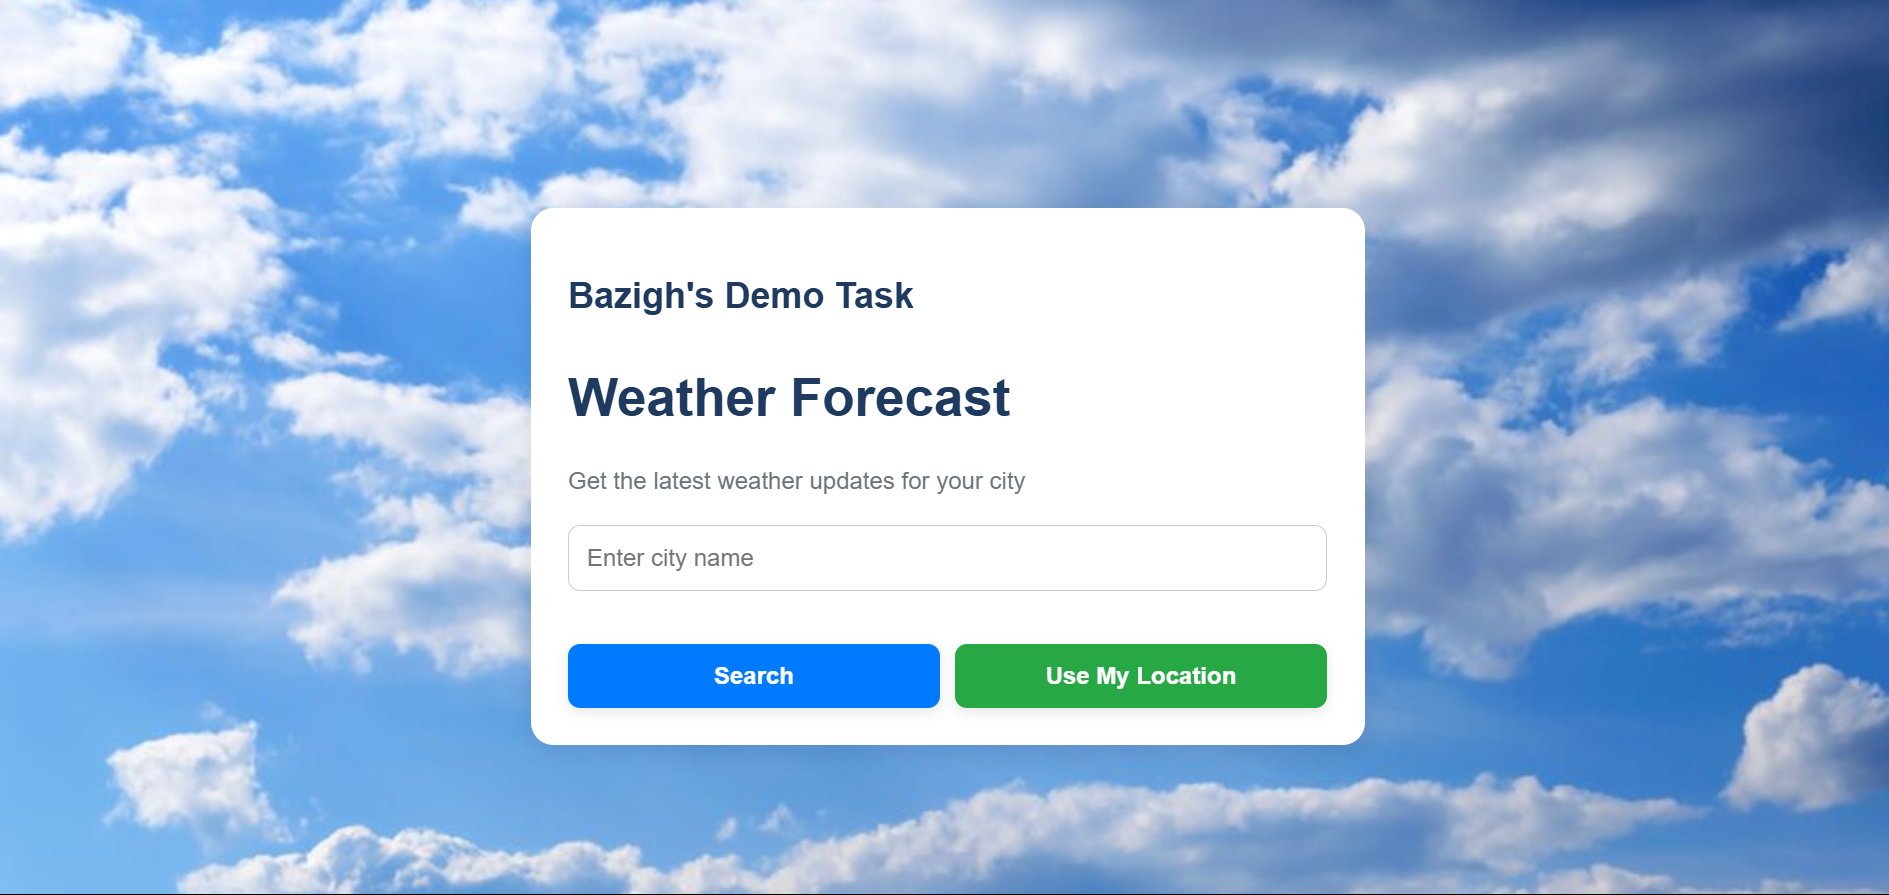 Bazigh's Demo Task
Weather Forecast
Get the latest weather updates for your city
Enter city name
Search
Use My Location